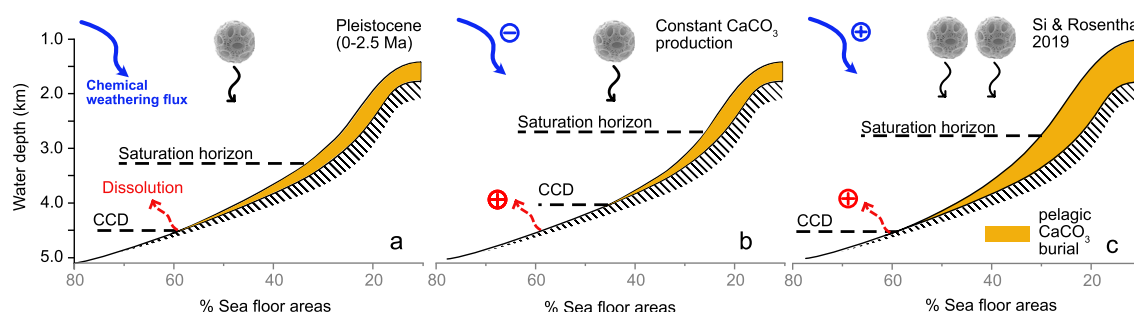 Pleistocene
(0-2.5 Ma)
Chemical
weathering flux
Saturation horizon
Dissolution
CCD
a
1.0
2.0
3.0
4.0
5.0
Water depth (km)
80
60
40
20
% Sea floor areas
Constant CaCO₃
production
Saturation horizon
CCD
b
80
60
40
20
% Sea floor areas
Si & Rosentha
2019
Saturation horizon
CCD
pelagic
CaCO₃
burial
c
80
60
40
20
% Sea floor areas